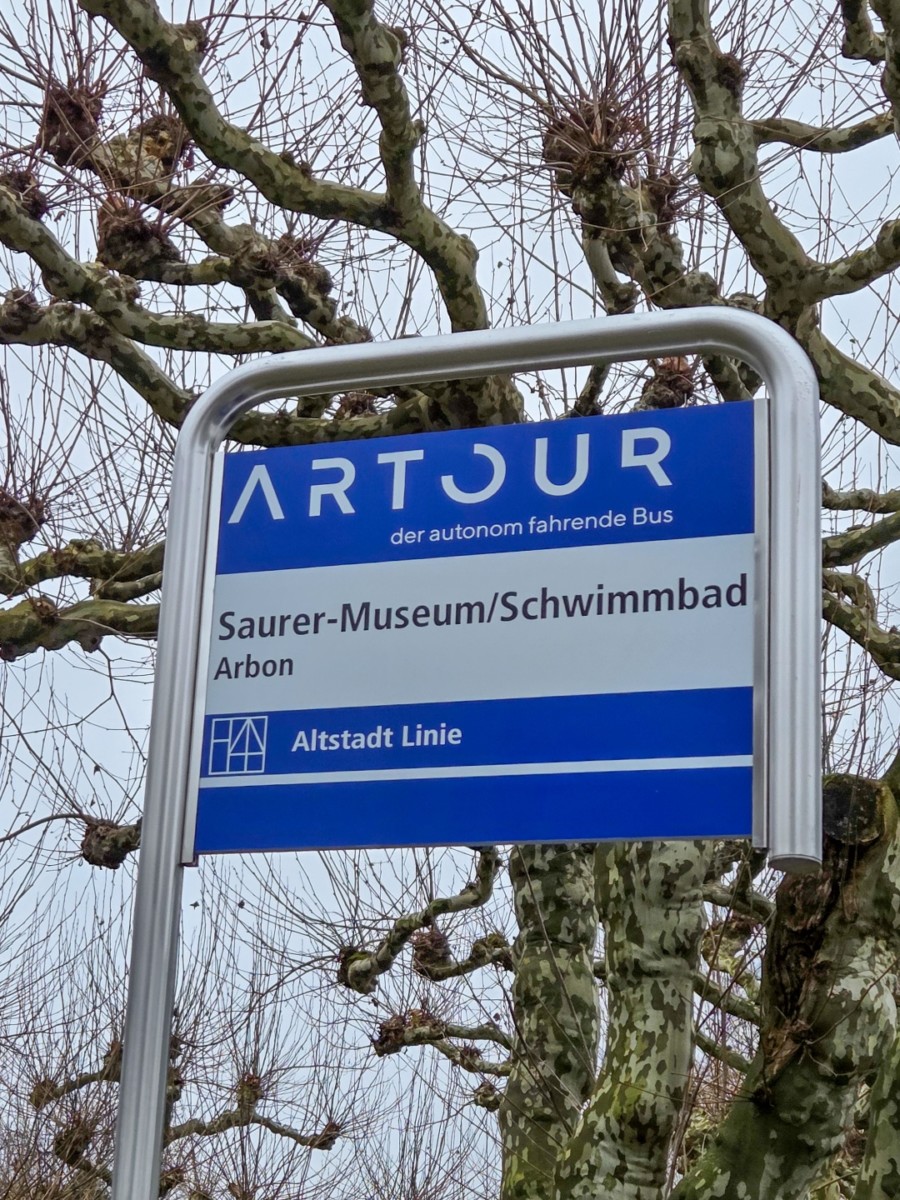 ARTOUR
der autonom fahrende Bus
Saurer-Museum/Schwimmbad
Arbon
Altstadt Linie